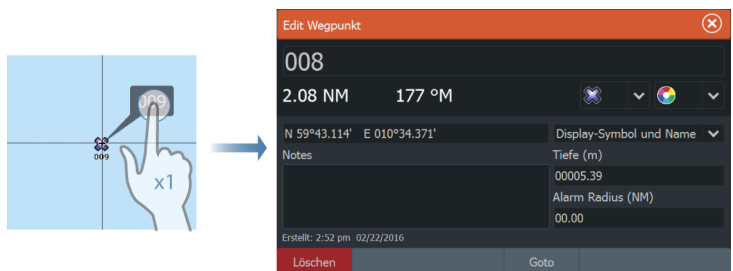 009
009
x1
Edit Wegpunkt
008
2.08 NM 177 °M
N 59°43.114' E 010°34.371' Display-Symbol und Name
Notes Tiefe (m)
00005.39
Alarm Radius (NM)
00.00
Erstellt: 2:52 pm 02/22/2016
Löschen Goto